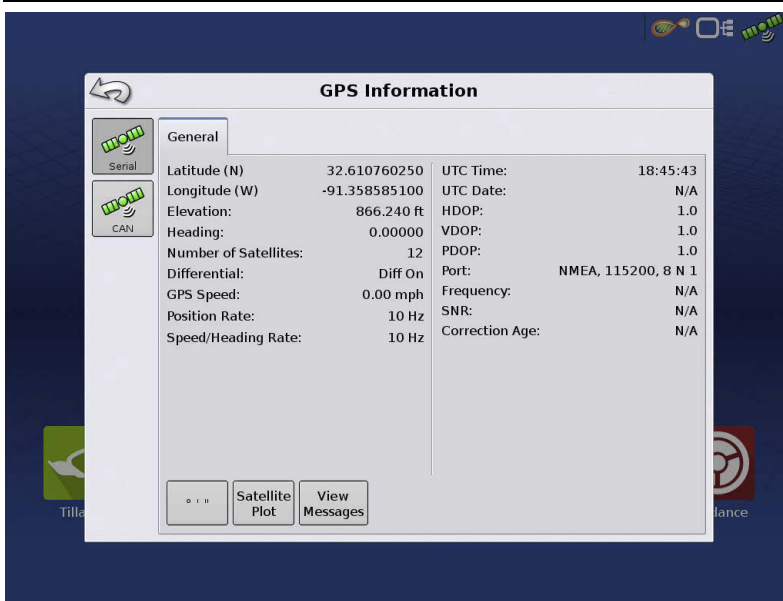 GPS Information
Serial
CAN
General
Latitude (N) 32.610760250
Longitude (W) -91.358585100
Elevation: 866.240 ft
Heading: 0.00000
Number of Satellites: 12
Differential: Diff On
GPS Speed: 0.00 mph
Position Rate: 10 Hz
Speed/Heading Rate: 10 Hz
UTC Time: 18:45:43
UTC Date: N/A
HDOP: 1.0
VDOP: 1.0
PDOP: 1.0
Port: NMEA, 115200, 8 N 1
Frequency: N/A
SNR: N/A
Correction Age: N/A
Satellite
Plot
View
Messages
Tilla
dance